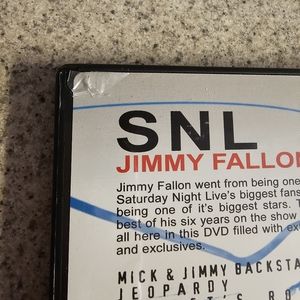 SNL
JIMMY FALLON
Jimmy Fallon went from being one
Saturday Night Live's biggest fans
being one of it's biggest stars. T
best of his six years on the show
all here in this DVD filled with ex
and exclusives.
MICK & JIMMY BACKSTA
JEOPARDY